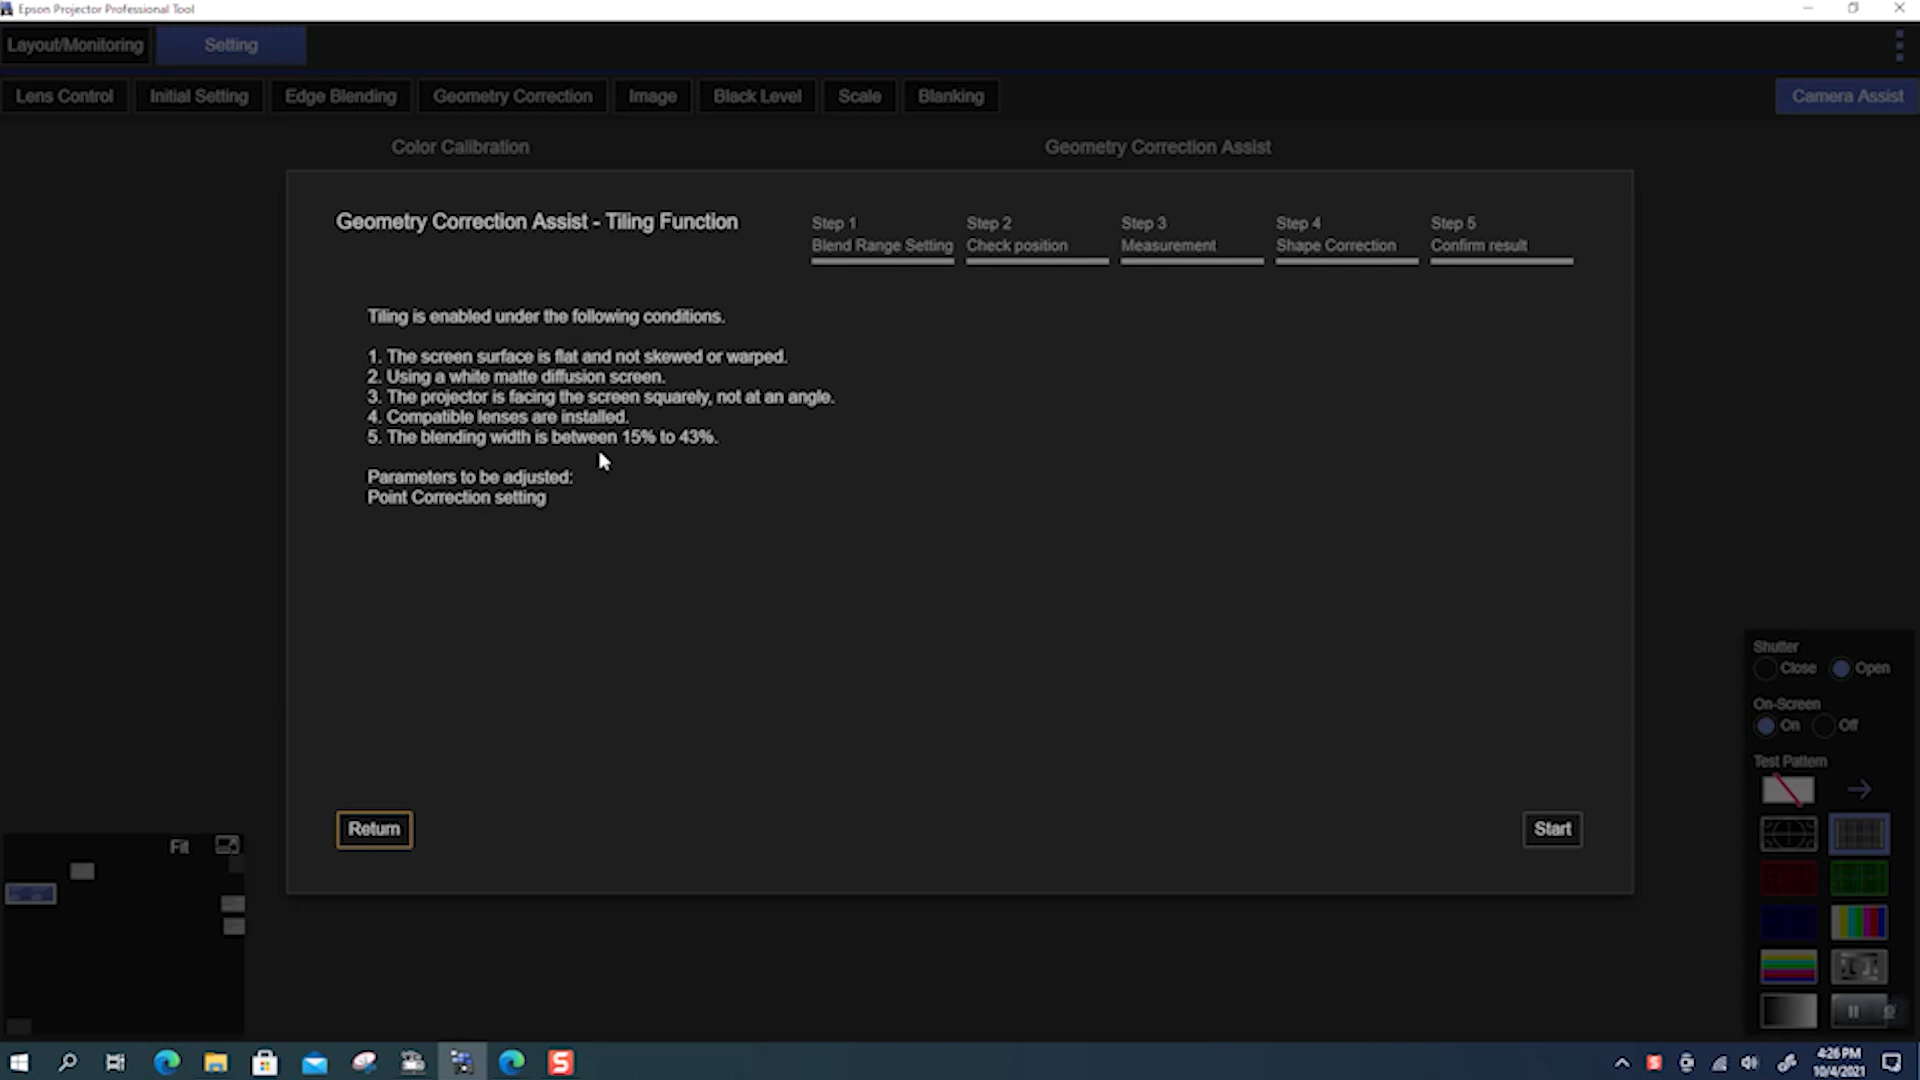 Epson Projector Professional Tool
Layout/Monitoring
Setting
Lens Control
Initial Setting
Edge Blending
Geometry Correction
Image
Black Level
Scale
Blanking
Camera Assist
Color Calibration
Geometry Correction Assist
Geometry Correction Assist - Tiling Function
Step 1
Blend Range Setting
Step 2
Check position
Step 3
Measurement
Step 4
Shape Correction
Step 5
Confirm result
Tiling is enabled under the following conditions.
1. The screen surface is flat and not skewed or warped.
2. Using a white matte diffusion screen.
3. The projector is facing the screen squarely, not at an angle.
4. Compatible lenses are installed.
5. The blending width is between 15% to 43%.
Parameters to be adjusted:
Point Correction setting
Return
Start
Shutter
Close
Open
On-Screen
On
Off
Test Pattern
Fit
4:26 PM
10/4/2021